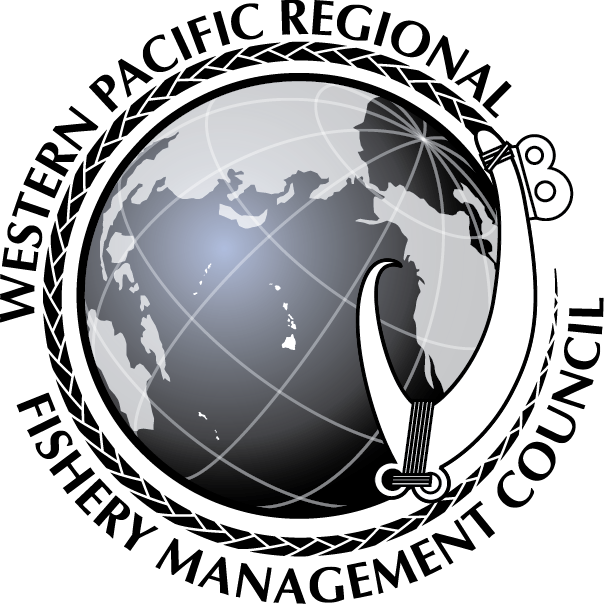 WESTERN PACIFIC REGIONAL
FISHERY MANAGEMENT COUNCIL